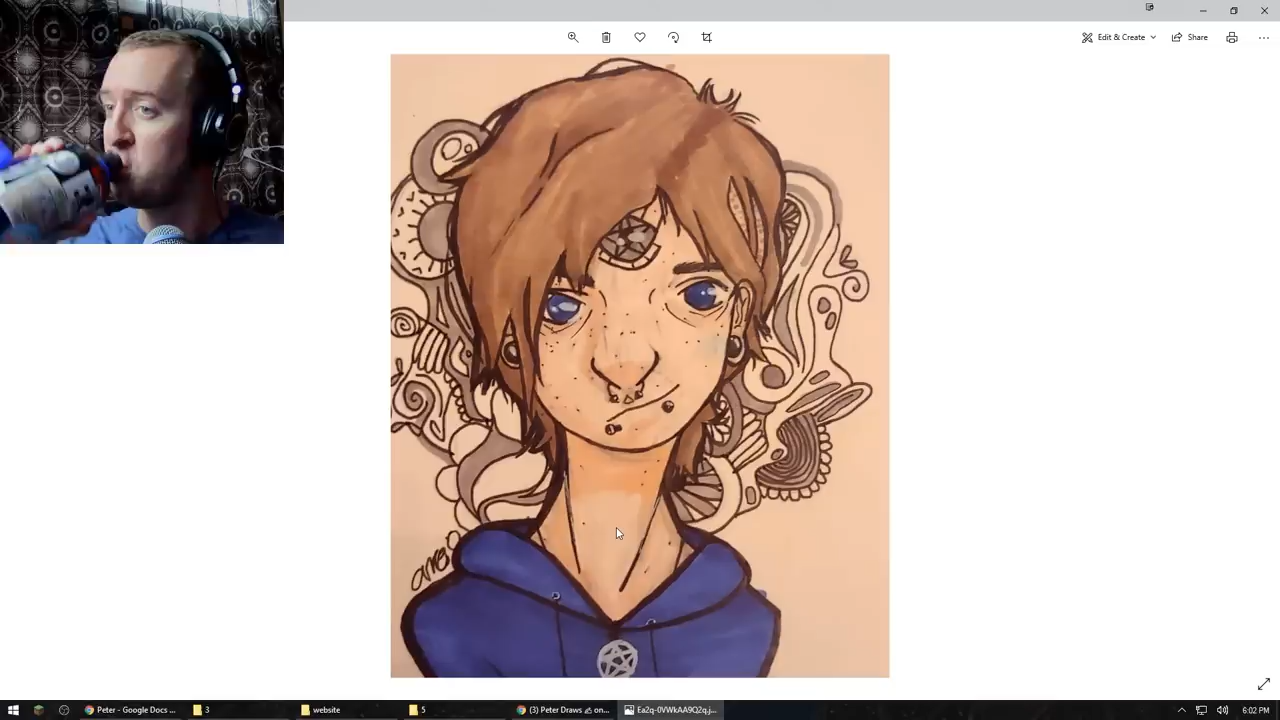 Edit & Create
Share
Peter - Google Docs ...
3
website
5
(3) Peter Draws 🖊 on...
Ea2q-0VWkAA9Q2q.j...
6:02 PM